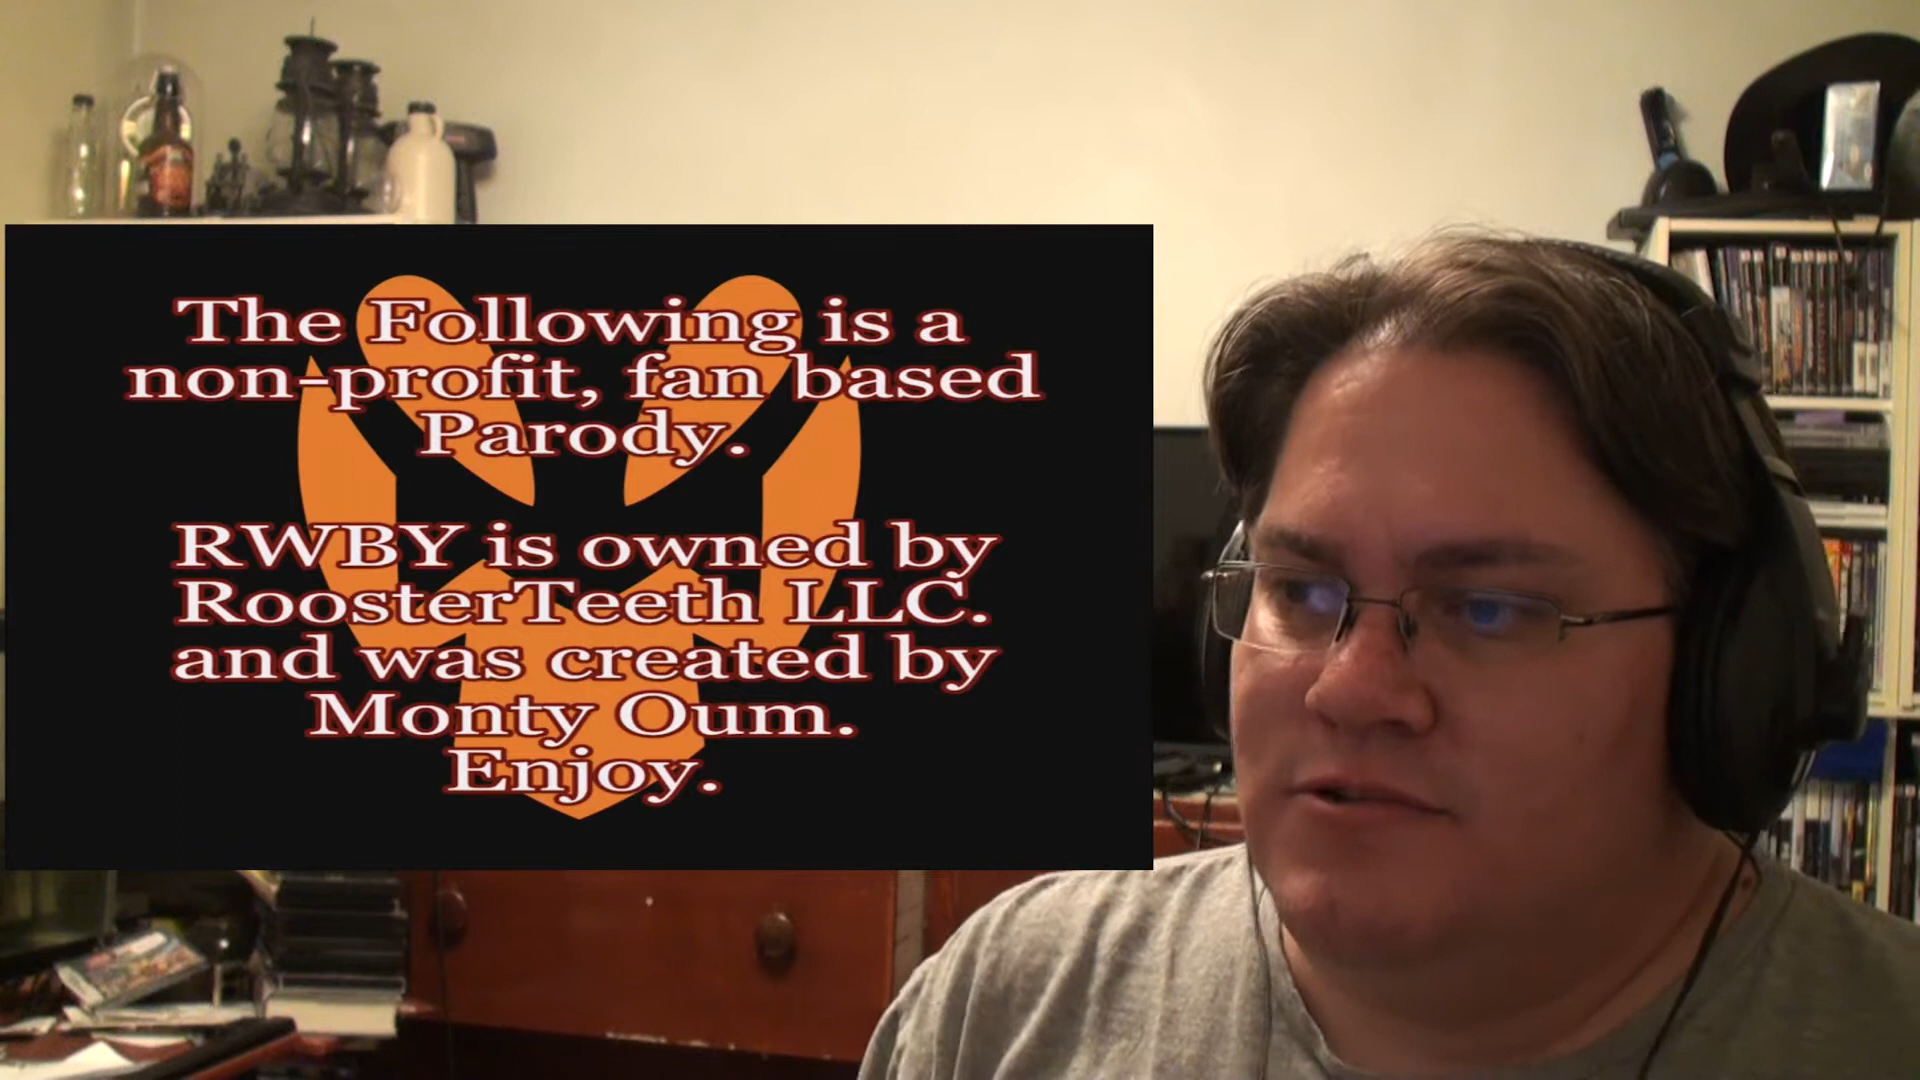 The Following is a
non-profit, fan based
Parody.
RWBY is owned by
RoosterTeeth LLC.
and was created by
Monty Oum.
Enjoy.